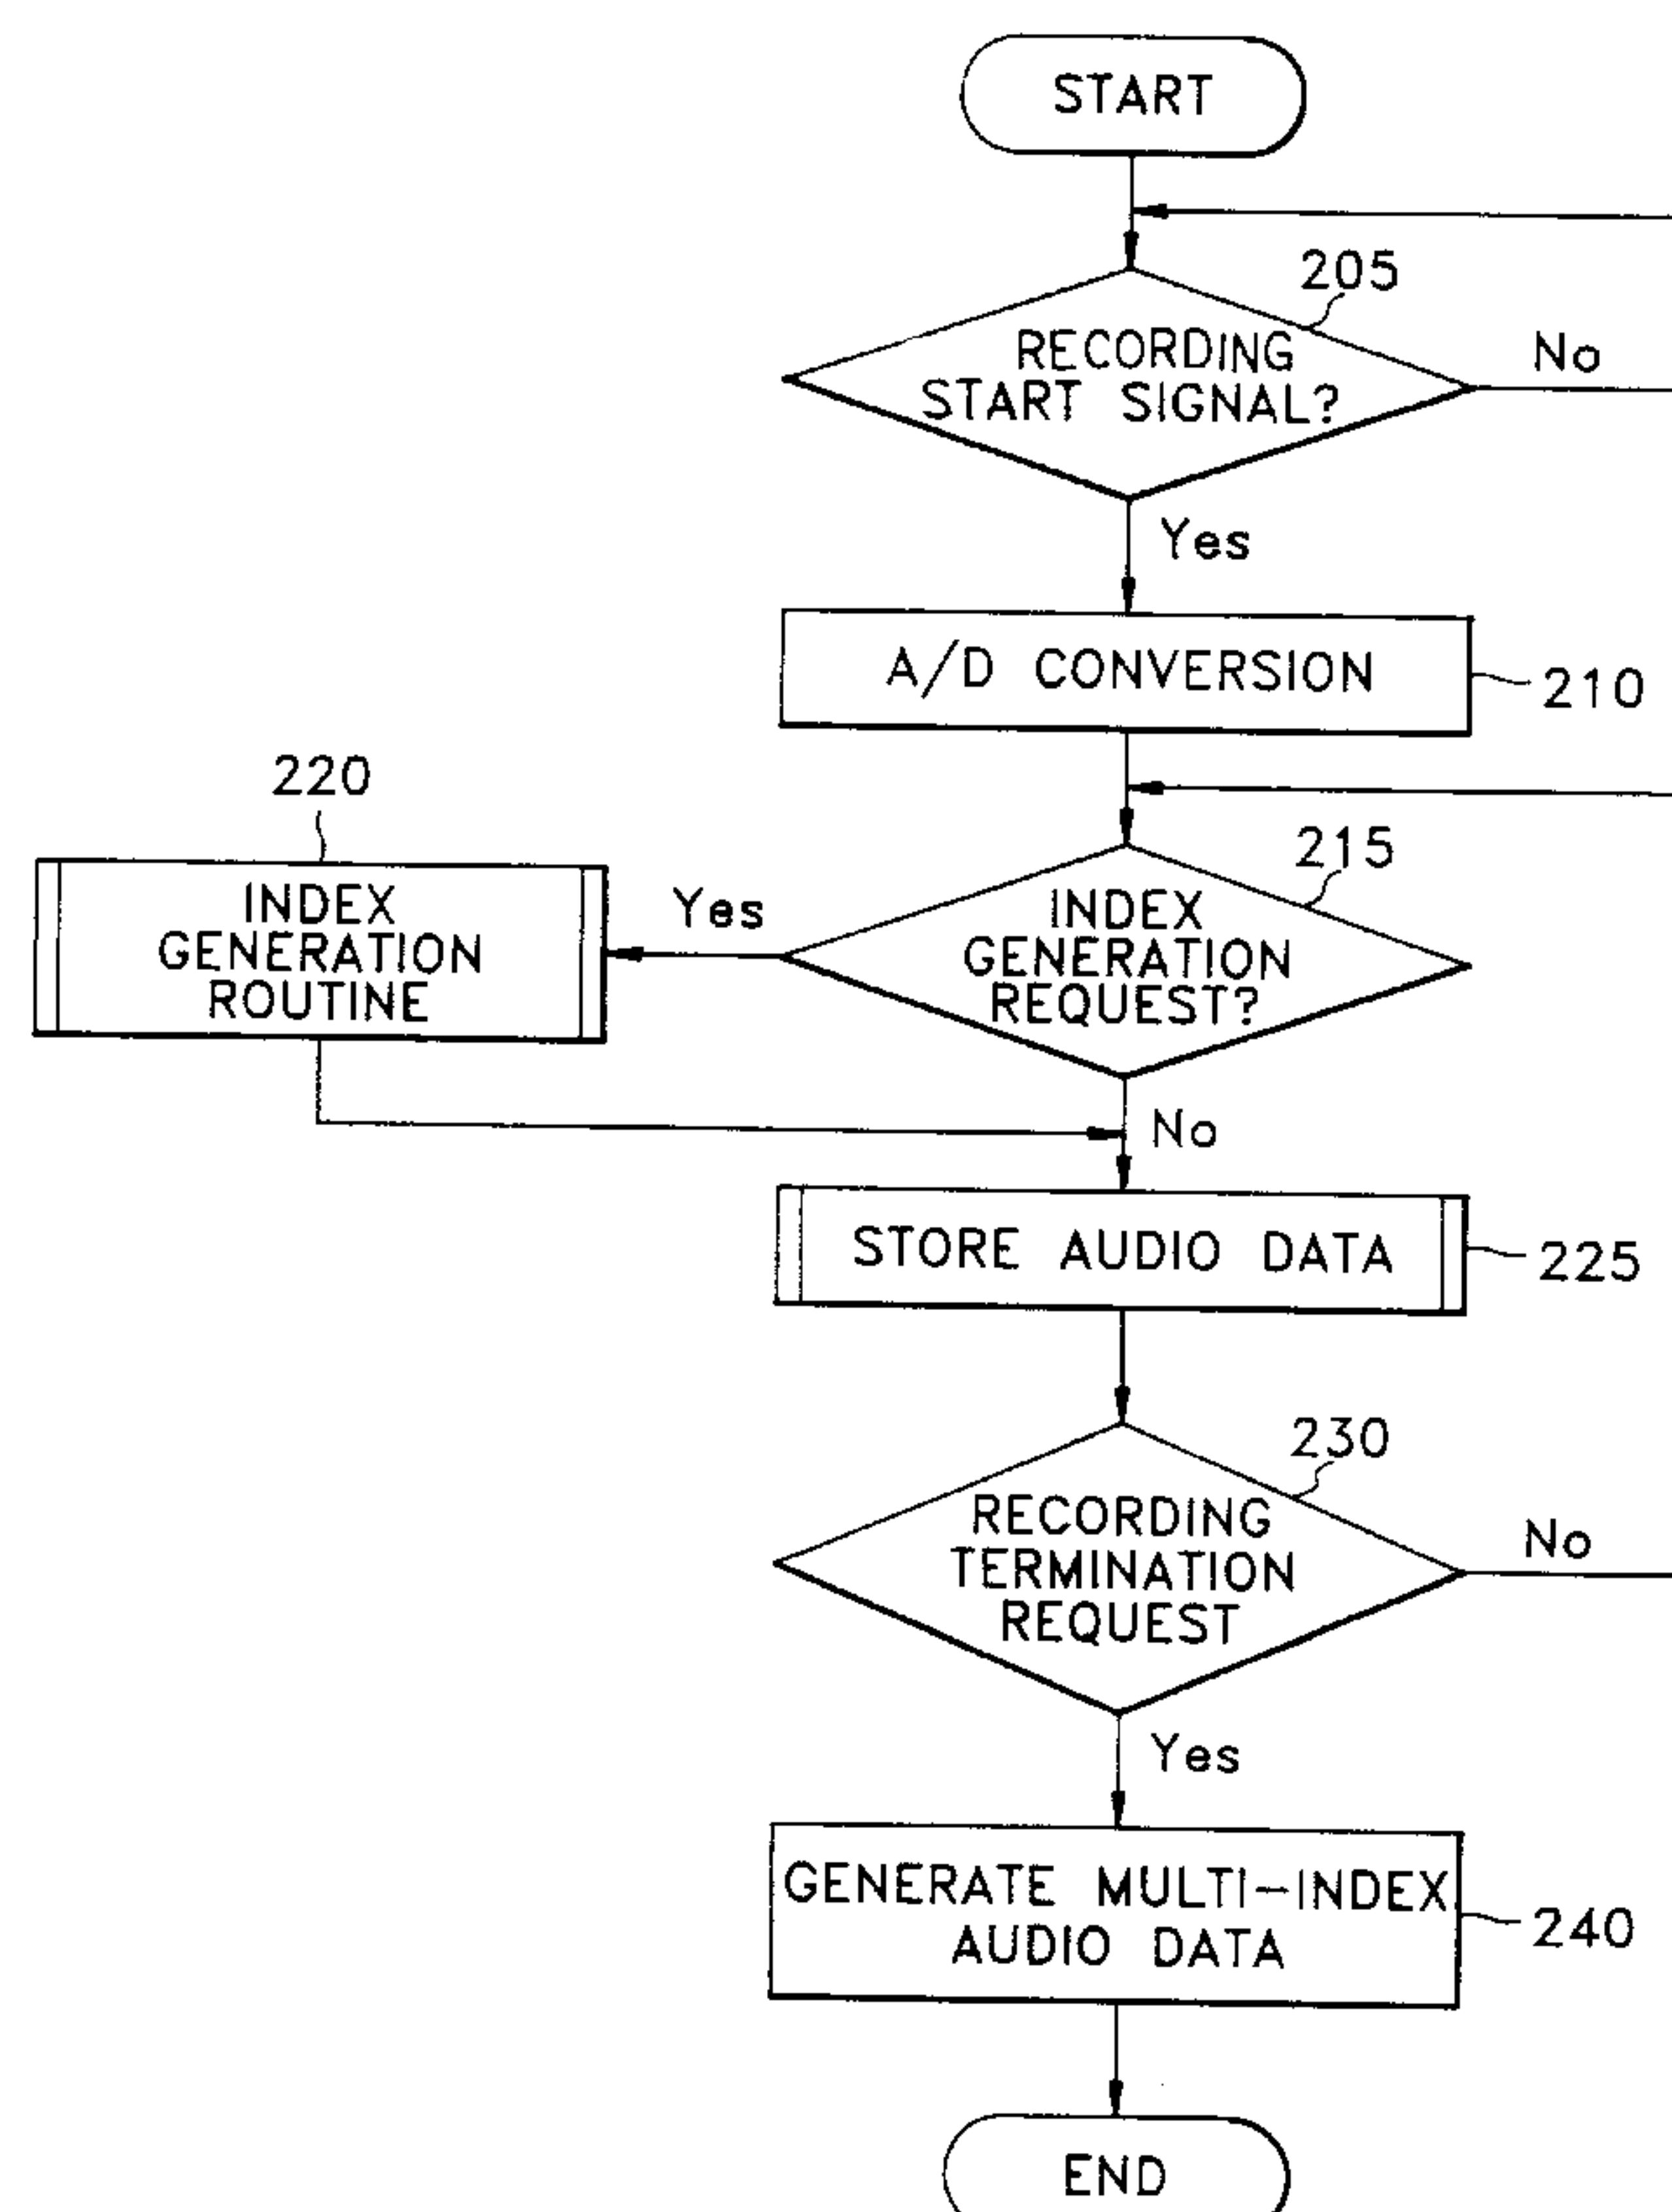 START
205
RECORDING
START SIGNAL?
No
Yes
A/D CONVERSION
210
220
215
INDEX
GENERATION
ROUTINE
Yes
INDEX
GENERATION
REQUEST?
No
STORE AUDIO DATA
225
230
RECORDING
TERMINATION
REQUEST
No
Yes
GENERATE MULTI-INDEX
AUDIO DATA
240
END